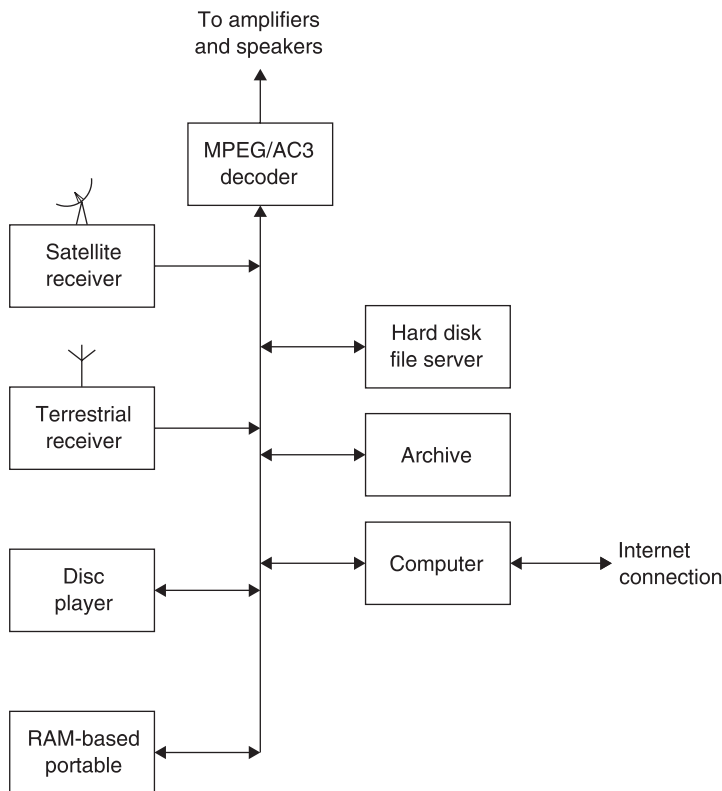 To amplifiers
and speakers
MPEG/AC3
decoder
Satellite
receiver
Hard disk
file server
Terrestrial
receiver
Archive
Computer
Internet
connection
Disc
player
RAM-based
portable